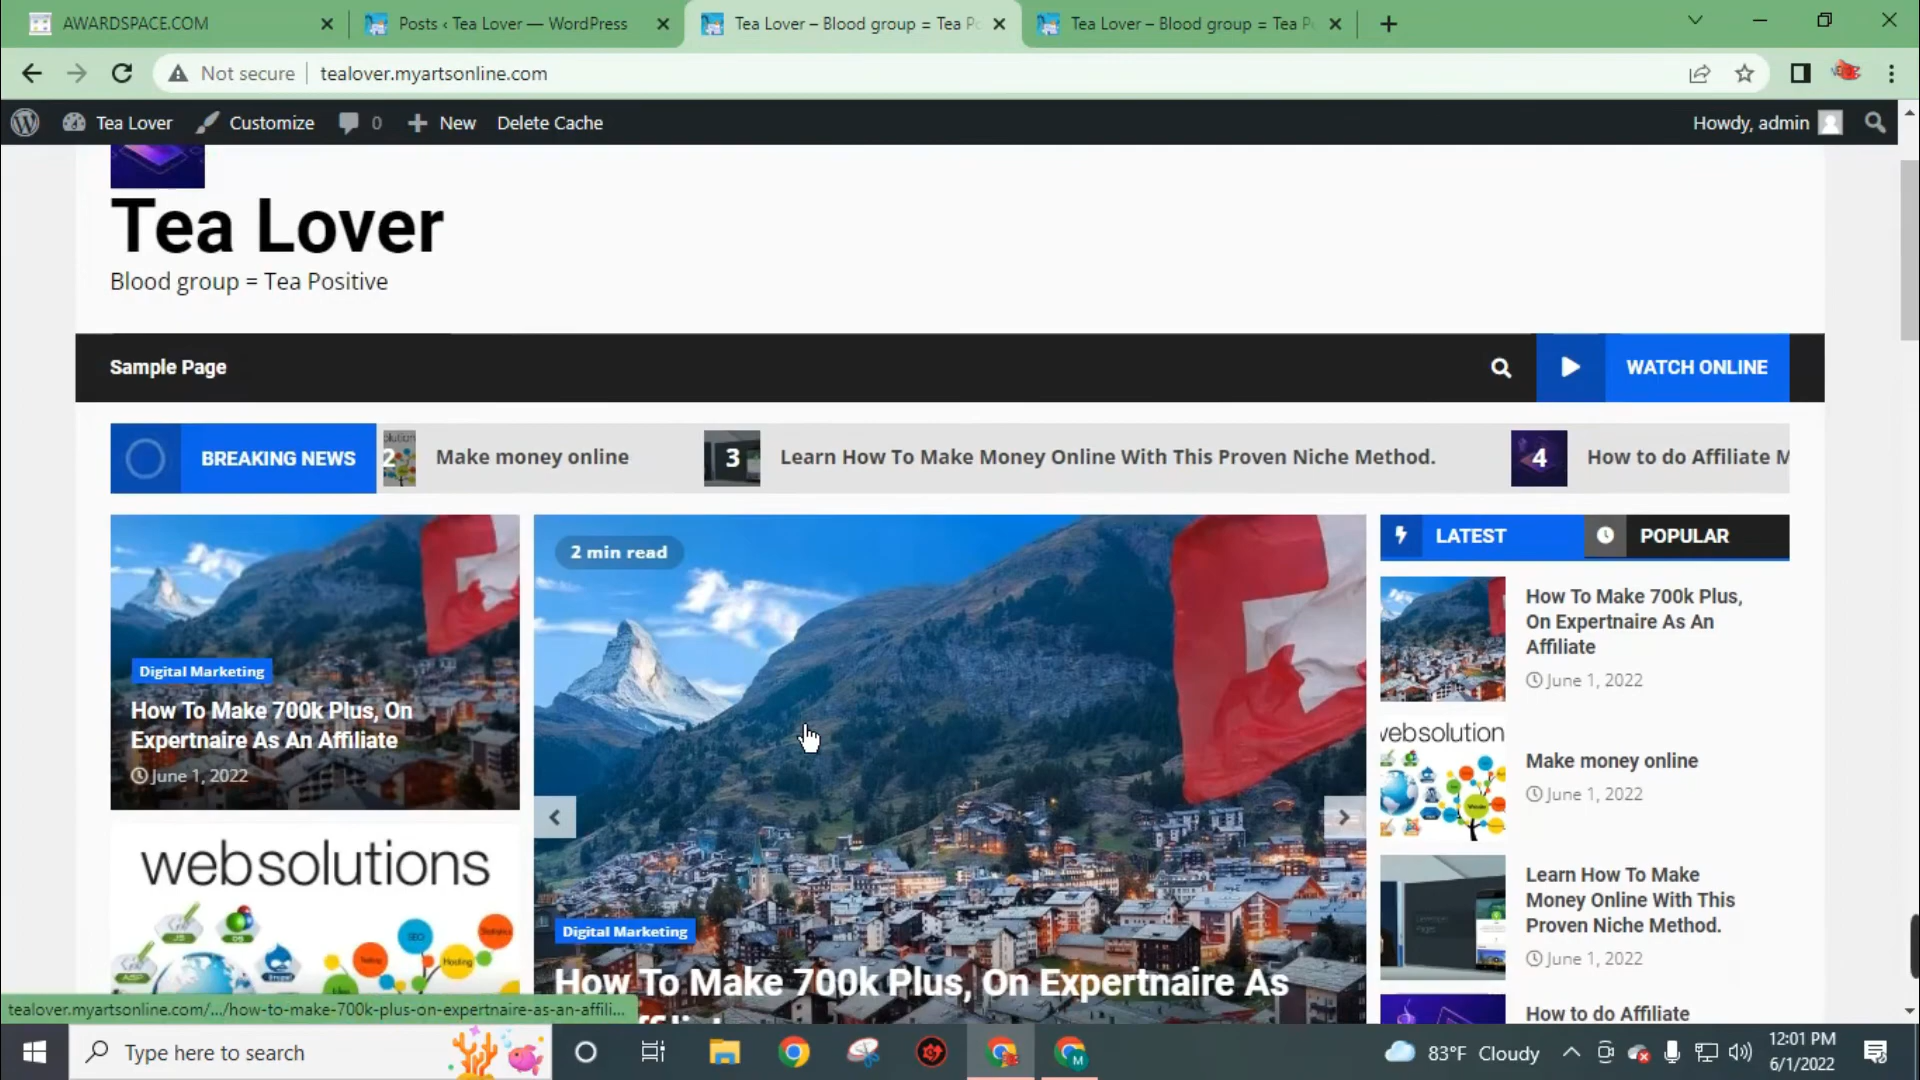 AWARDSPACE.COM
Posts ‹ Tea Lover — WordPress
Tea Lover – Blood group = Tea Po
Tea Lover – Blood group = Tea P
Not secure
tealover.myartsonline.com
Tea Lover
Customize
0
New
Delete Cache
Howdy, admin
Tea Lover
Blood group = Tea Positive
Sample Page
WATCH ONLINE
BREAKING NEWS
2
Make money online
3
Learn How To Make Money Online With This Proven Niche Method.
4
How to do Affiliate M
2 min read
Digital Marketing
How To Make 700k Plus, On
Expertnaire As An Affiliate
June 1, 2022
websolutions
Digital Marketing
How To Make 700k Plus, On Expertnaire As
LATEST
POPULAR
How To Make 700k Plus,
On Expertnaire As An
Affiliate
June 1, 2022
websolutions
Make money online
June 1, 2022
Learn How To Make
Money Online With This
Proven Niche Method.
June 1, 2022
How to do Affiliate
tealover.myartsonline.com/.../how-to-make-700k-plus-on-expertnaire-as-an-affili...
Type here to search
83°F Cloudy
12:01 PM
6/1/2022